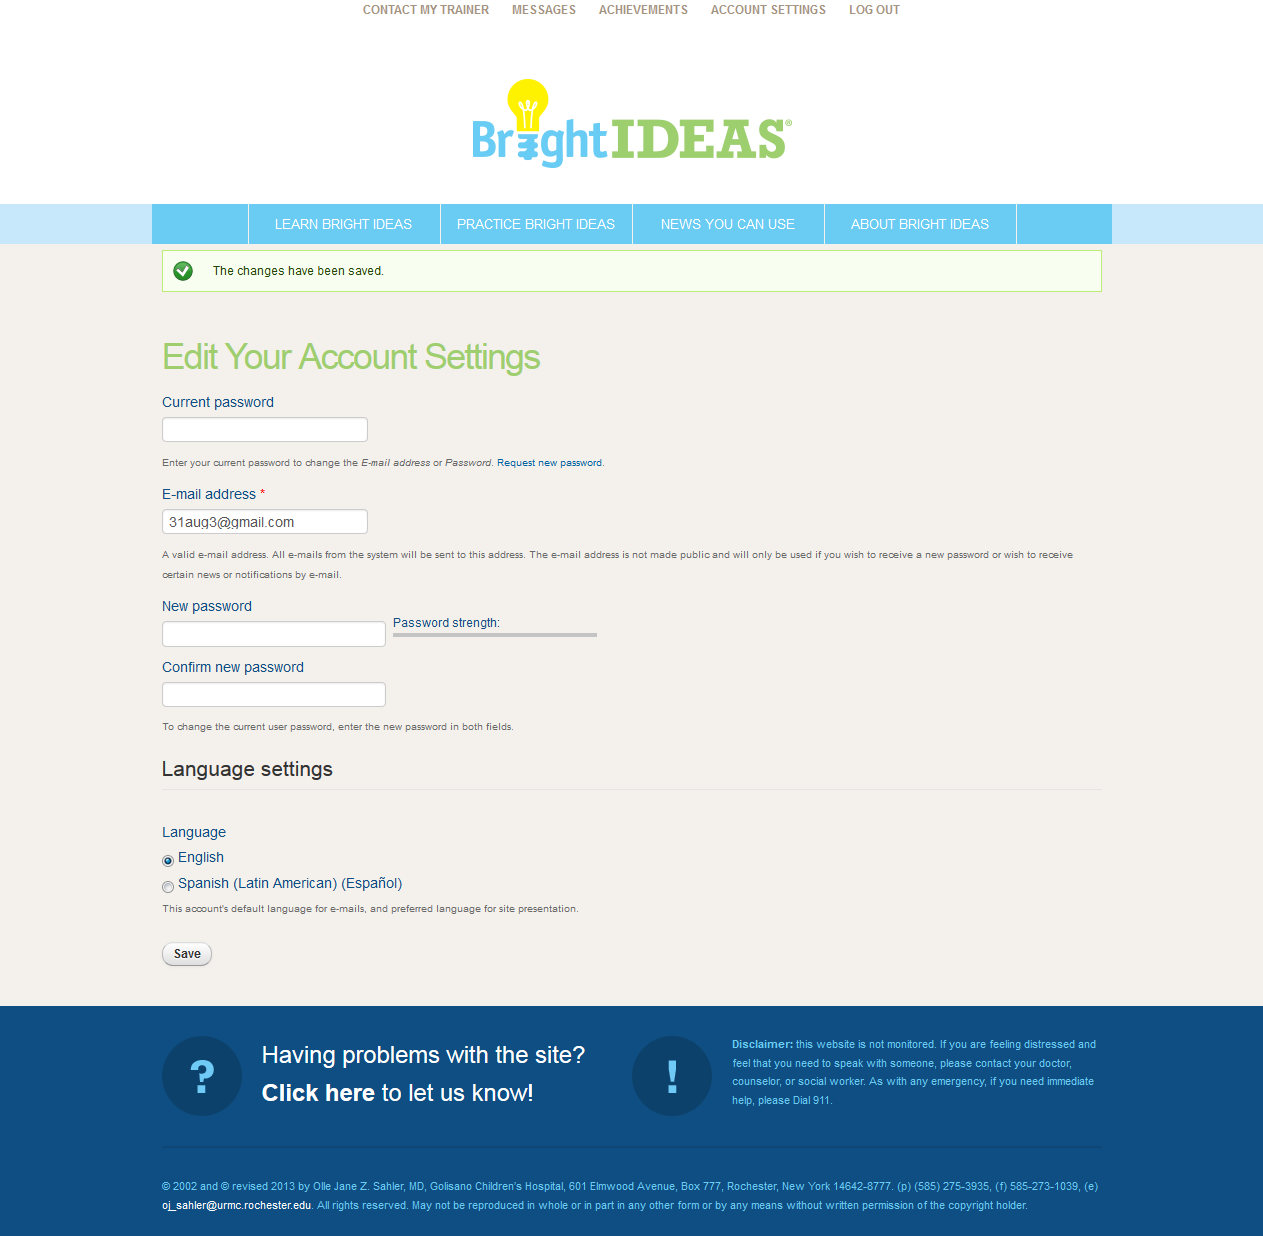 CONTACT MY TRAINER MESSAGES ACHIEVEMENTS ACCOUNT SETTINGS LOG OUT
Bright IDEAS®
LEARN BRIGHT IDEAS PRACTICE BRIGHT IDEAS NEWS YOU CAN USE ABOUT BRIGHT IDEAS
The changes have been saved.
Edit Your Account Settings
Current password
Enter your current password to change the E-mail address or Password. Request new password.
E-mail address *
31aug3@gmail.com
A valid e-mail address. All e-mails from the system will be sent to this address. The e-mail address is not made public and will only be used if you wish to receive a new password or wish to receive
certain news or notifications by e-mail.
New password
Password strength:
Confirm new password
To change the current user password, enter the new password in both fields.
Language settings
Language
English
Spanish (Latin American) (Español)
This account's default language for e-mails, and preferred language for site presentation.
Save
?
Having problems with the site?
Click here to let us know!
!
Disclaimer: this website is not monitored. If you are feeling distressed and
feel that you need to speak with someone, please contact your doctor,
counselor, or social worker. As with any emergency, if you need immediate
help, please Dial 911.
© 2002 and © revised 2013 by Olle Jane Z. Sahler, MD, Golisano Children's Hospital, 601 Elmwood Avenue, Box 777, Rochester, New York 14642-8777. (p) (585) 275-3935, (f) 585-273-1039, (e)
oj_sahler@urmc.rochester.edu. All rights reserved. May not be reproduced in whole or in part in any other form or by any means without written permission of the copyright holder.